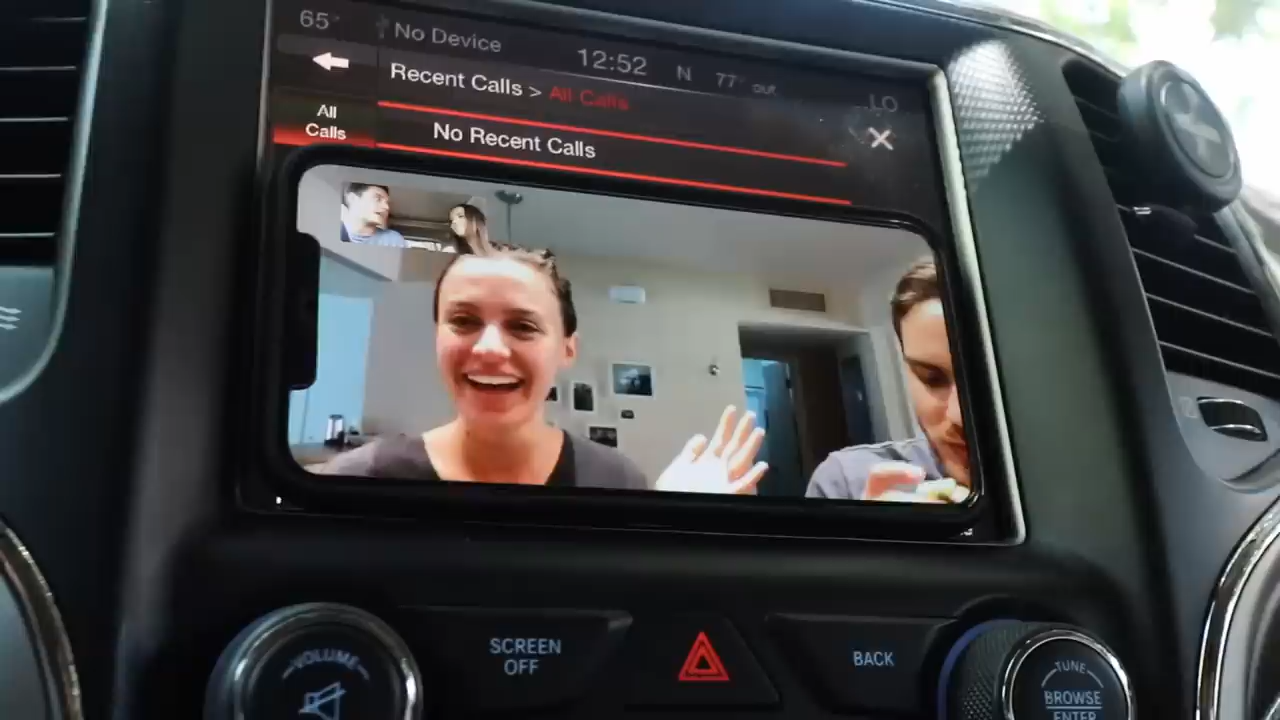 65° No Device 12:52 N 77° out LO
Recent Calls > All Calls
All
Calls
No Recent Calls
VOLUME
SCREEN
OFF
BACK
TUNE
BROWSE
ENTER